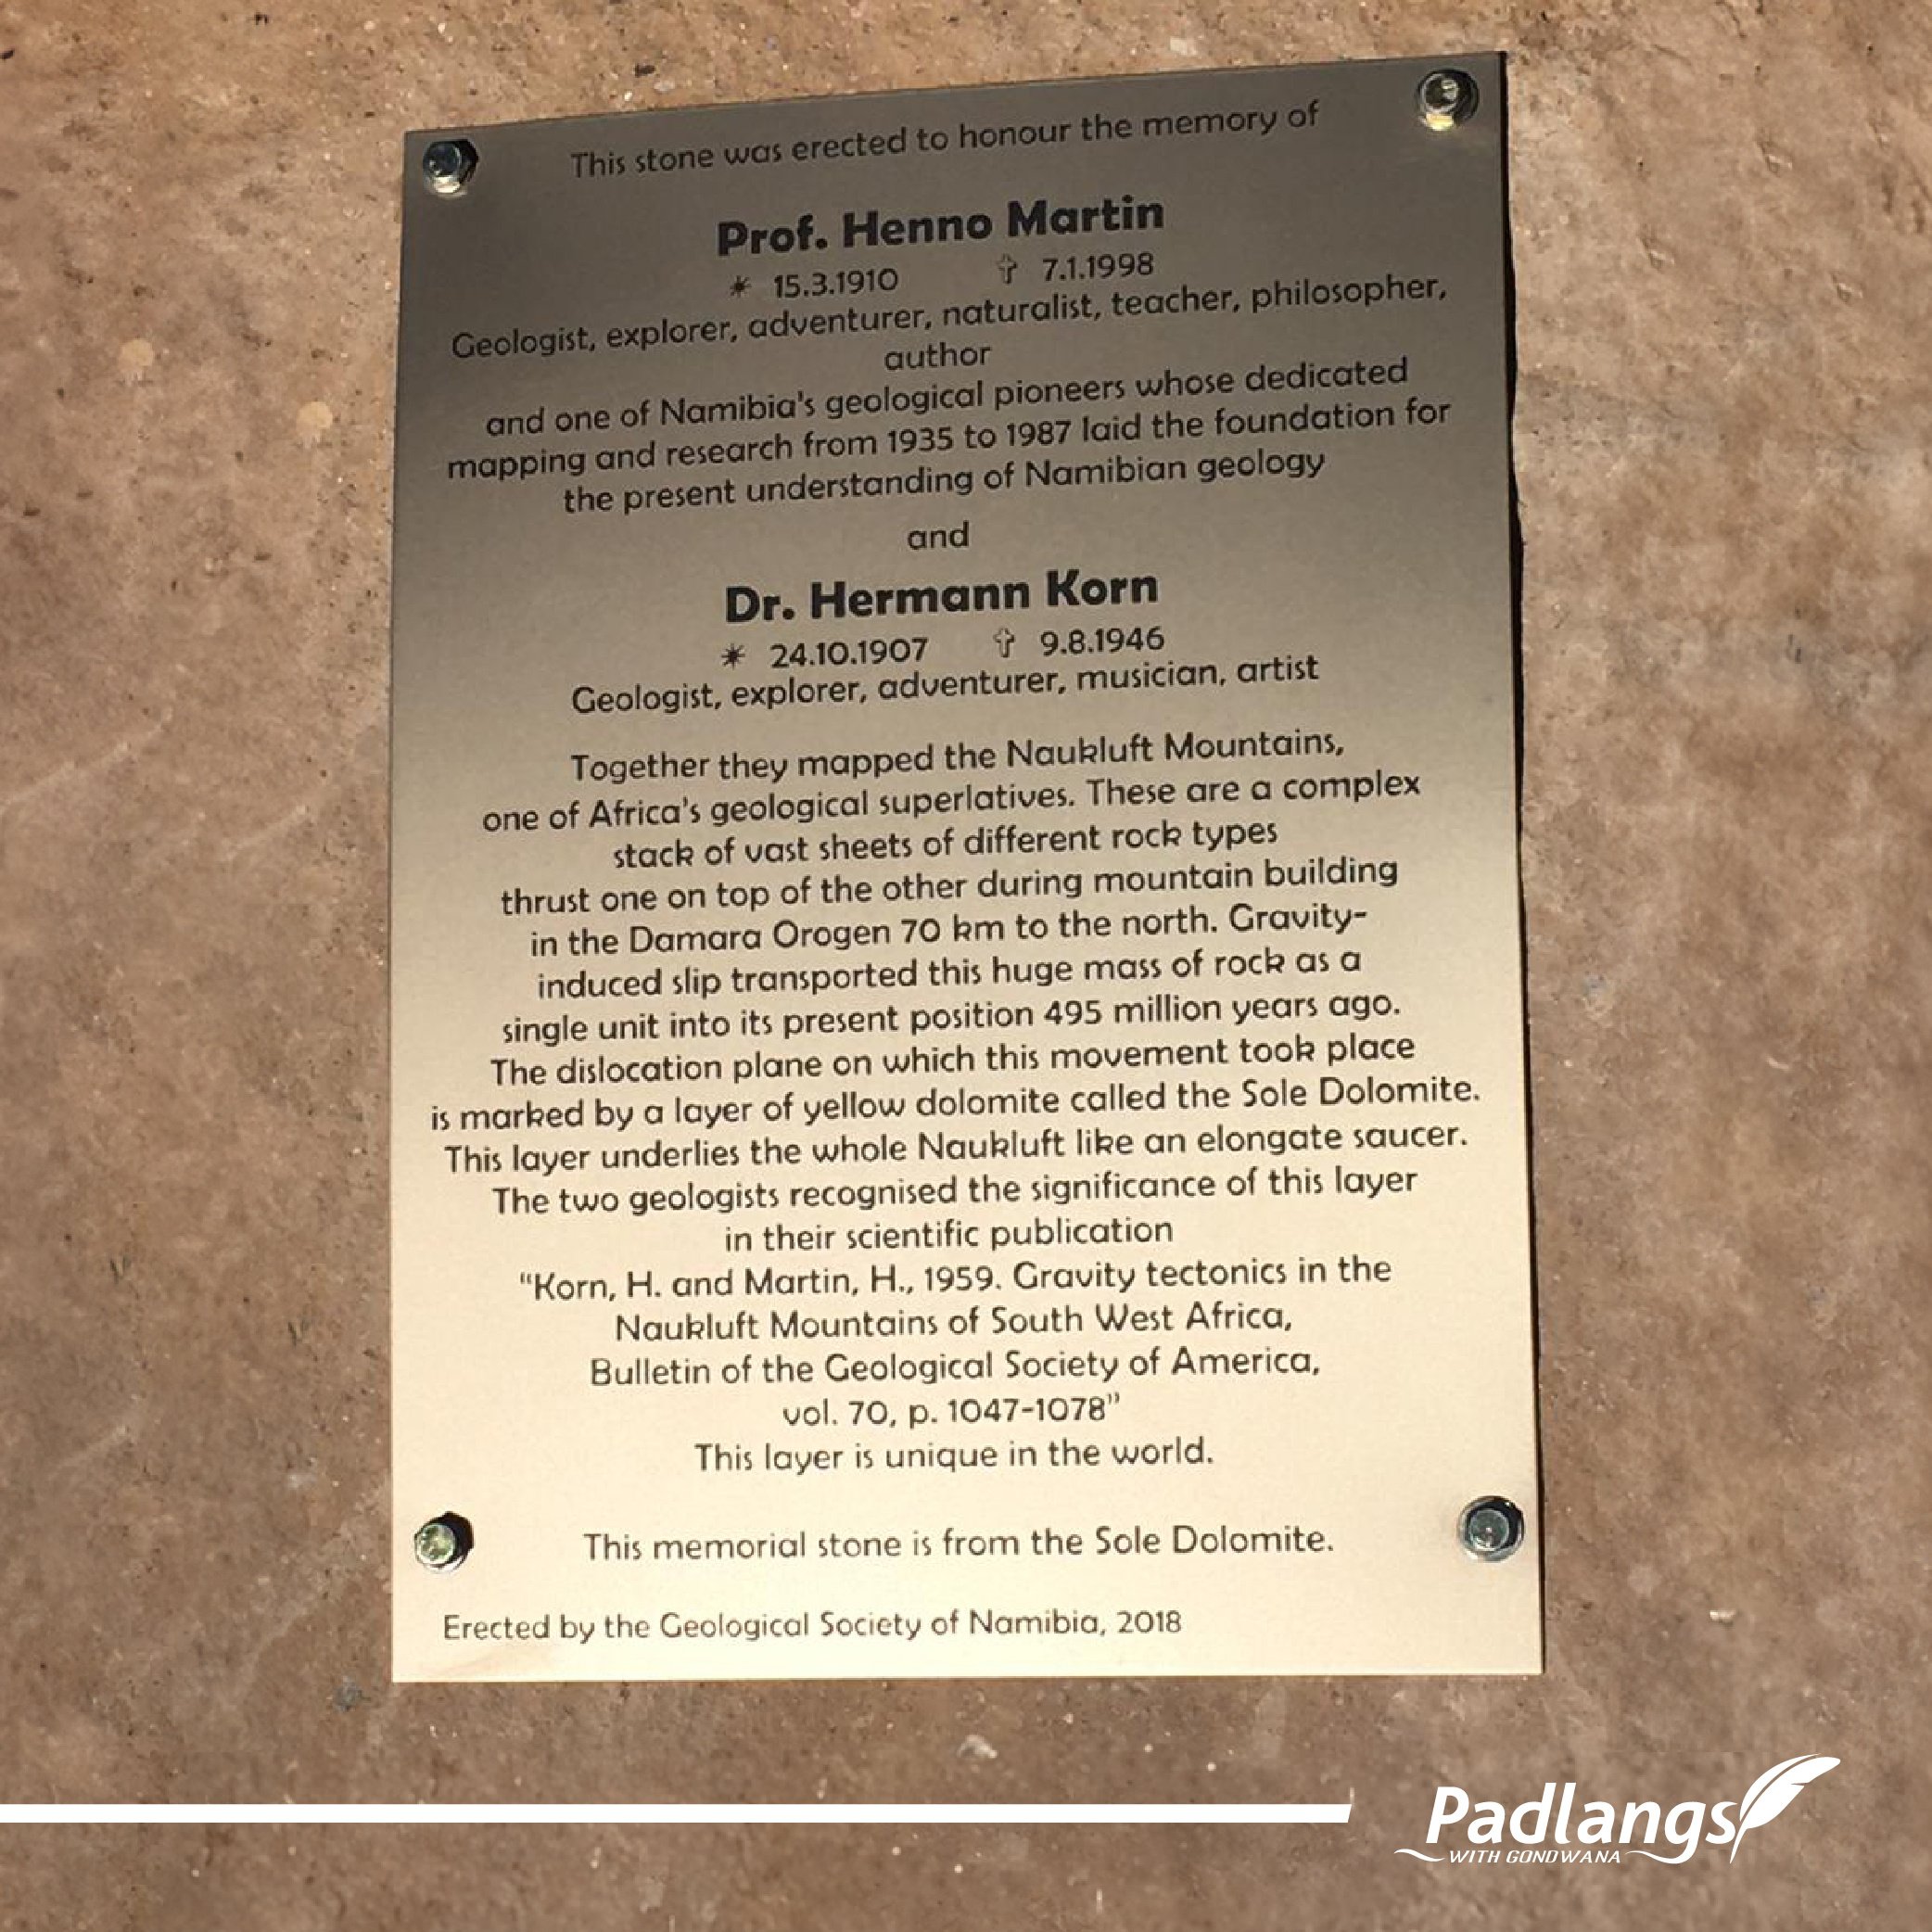 This stone was erected to honour the memory of
Prof. Henno Martin
✴ 15.3.1910 ✞ 7.1.1998
Geologist, explorer, adventurer, naturalist, teacher, philosopher,
author
and one of Namibia's geological pioneers whose dedicated
mapping and research from 1935 to 1987 laid the foundation for
the present understanding of Namibian geology
and
Dr. Hermann Korn
✴ 24.10.1907 ✞ 9.8.1946
Geologist, explorer, adventurer, musician, artist
Together they mapped the Naukluft Mountains,
one of Africa's geological superlatives. These are a complex
stack of vast sheets of different rock types
thrust one on top of the other during mountain building
in the Damara Orogen 70 km to the north. Gravity-
induced slip transported this huge mass of rock as a
single unit into its present position 495 million years ago.
The dislocation plane on which this movement took place
is marked by a layer of yellow dolomite called the Sole Dolomite.
This layer underlies the whole Naukluft like an elongate saucer.
The two geologists recognised the significance of this layer
in their scientific publication
“Korn, H. and Martin, H., 1959. Gravity tectonics in the
Naukluft Mountains of South West Africa,
Bulletin of the Geological Society of America,
vol. 70, p. 1047-1078”
This layer is unique in the world.
This memorial stone is from the Sole Dolomite.
Erected by the Geological Society of Namibia, 2018
Padlangs
WITH GONDWANA